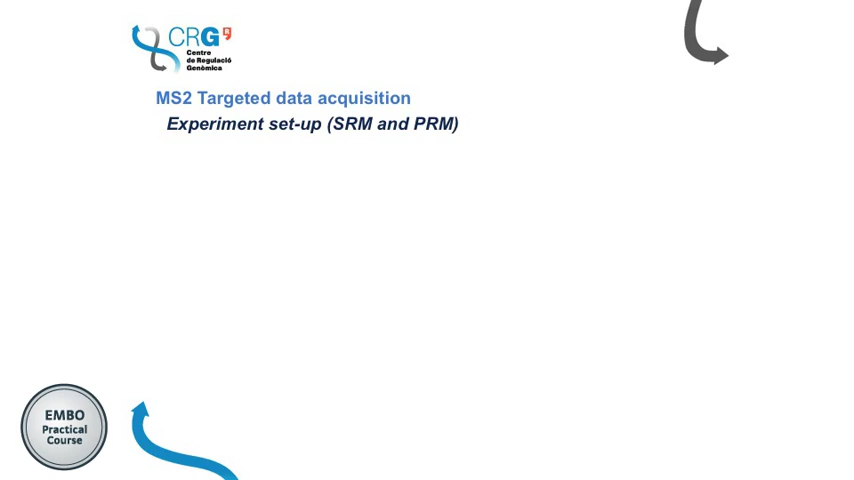 CRG
Centre
de Regulació
Genòmica
MS2 Targeted data acquisition
Experiment set-up (SRM and PRM)
EMBO
Practical
Course